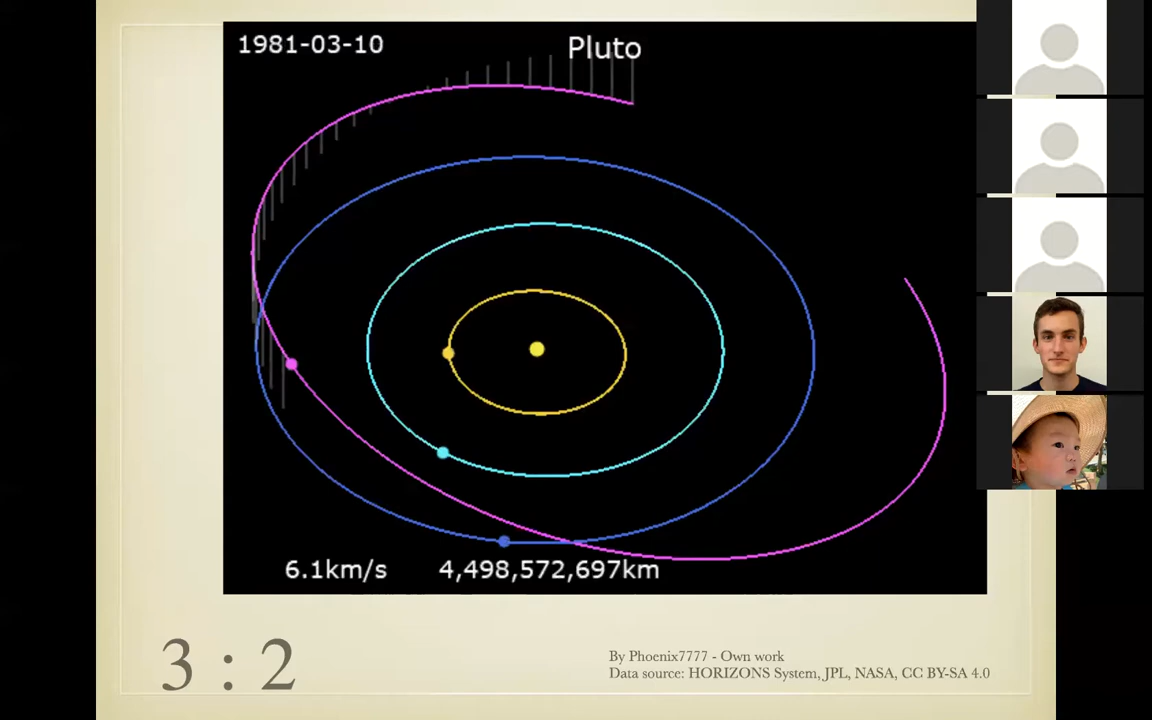 1981-03-10
Pluto
6.1km/s
4,498,572,697km
3 : 2
By Phoenix7777 - Own work
Data source: HORIZONS System, JPL, NASA, CC BY-SA 4.0